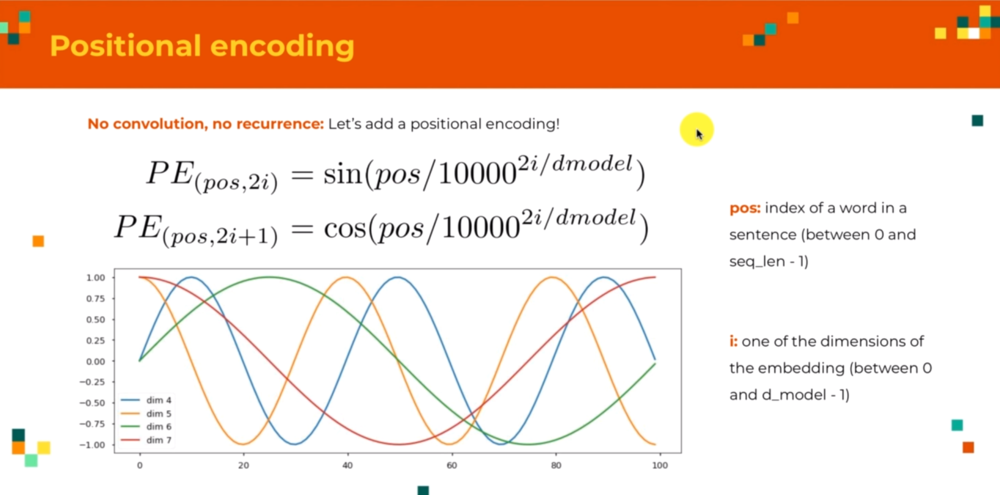 Positional encoding
No convolution, no recurrence: Let's add a positional encoding!
PE(pos,2i) = sin(pos/10000^2i/dmodel)
PE(pos,2i+1) = cos(pos/10000^2i/dmodel)
pos: index of a word in a
sentence (between 0 and
seq_len - 1)
i: one of the dimensions of
the embedding (between 0
and d_model - 1)
1.00
0.75
0.50
0.25
0.00
−0.25
−0.50
−0.75
−1.00
dim 4
dim 5
dim 6
dim 7
0 20 40 60 80 100